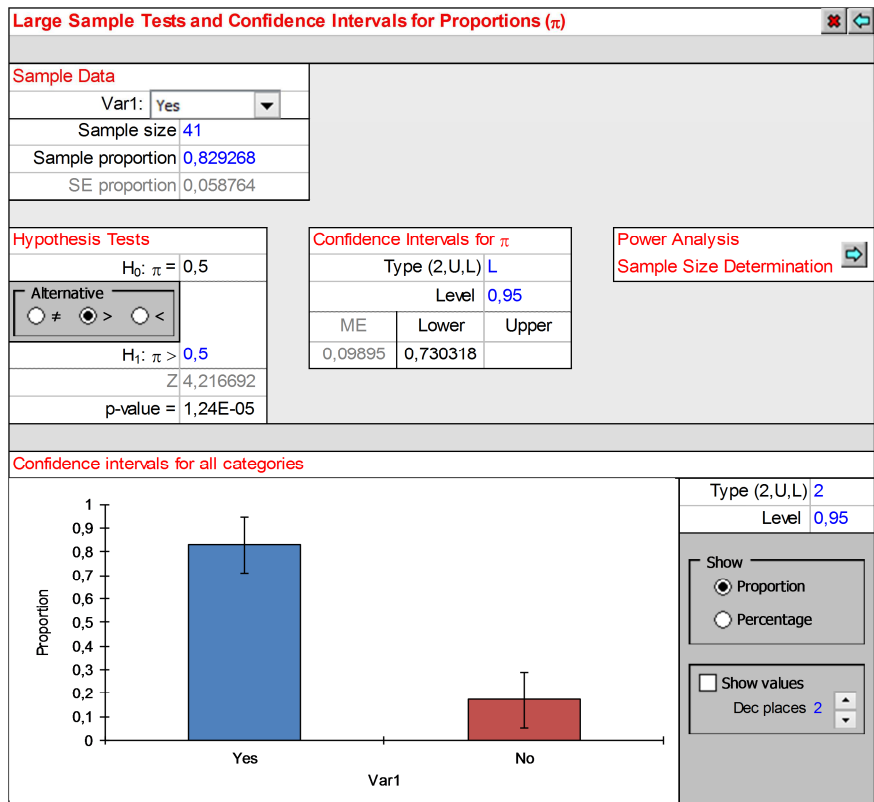 Large Sample Tests and Confidence Intervals for Proportions (π)
Sample Data
Var1: Yes
Sample size 41
Sample proportion 0,829268
SE proportion 0,058764
Hypothesis Tests
H₀: π = 0,5
Alternative
≠ > <
H₁: π > 0,5
Z 4,216692
p-value = 1,24E-05
Confidence Intervals for π
Type (2,U,L) L
Level 0,95
ME Lower Upper
0,09895 0,730318
Power Analysis
Sample Size Determination
Confidence intervals for all categories
1
0,9
0,8
0,7
0,6
0,5
0,4
0,3
0,2
0,1
0
Proportion
Yes No
Var1
Type (2,U,L) 2
Level 0,95
Show
Proportion
Percentage
Show values
Dec places 2